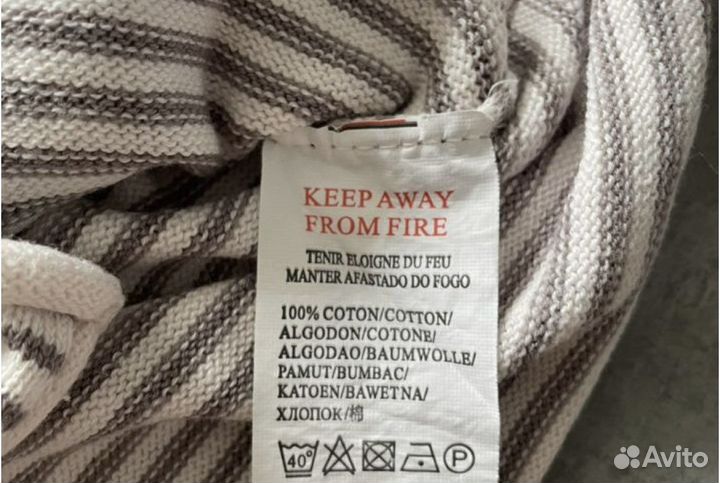 KEEP AWAY
FROM FIRE
TENIR ELOIGNE DU FEU
MANTER AFASTADO DO FOGO
100% COTON/COTTON/
ALGODON/COTONE/
ALGODAO/BAUMWOLLE/
PAMUT/BUMBAC/
KATOEN/BAWETNA/
ХЛОПОК/棉
40° P
Avito